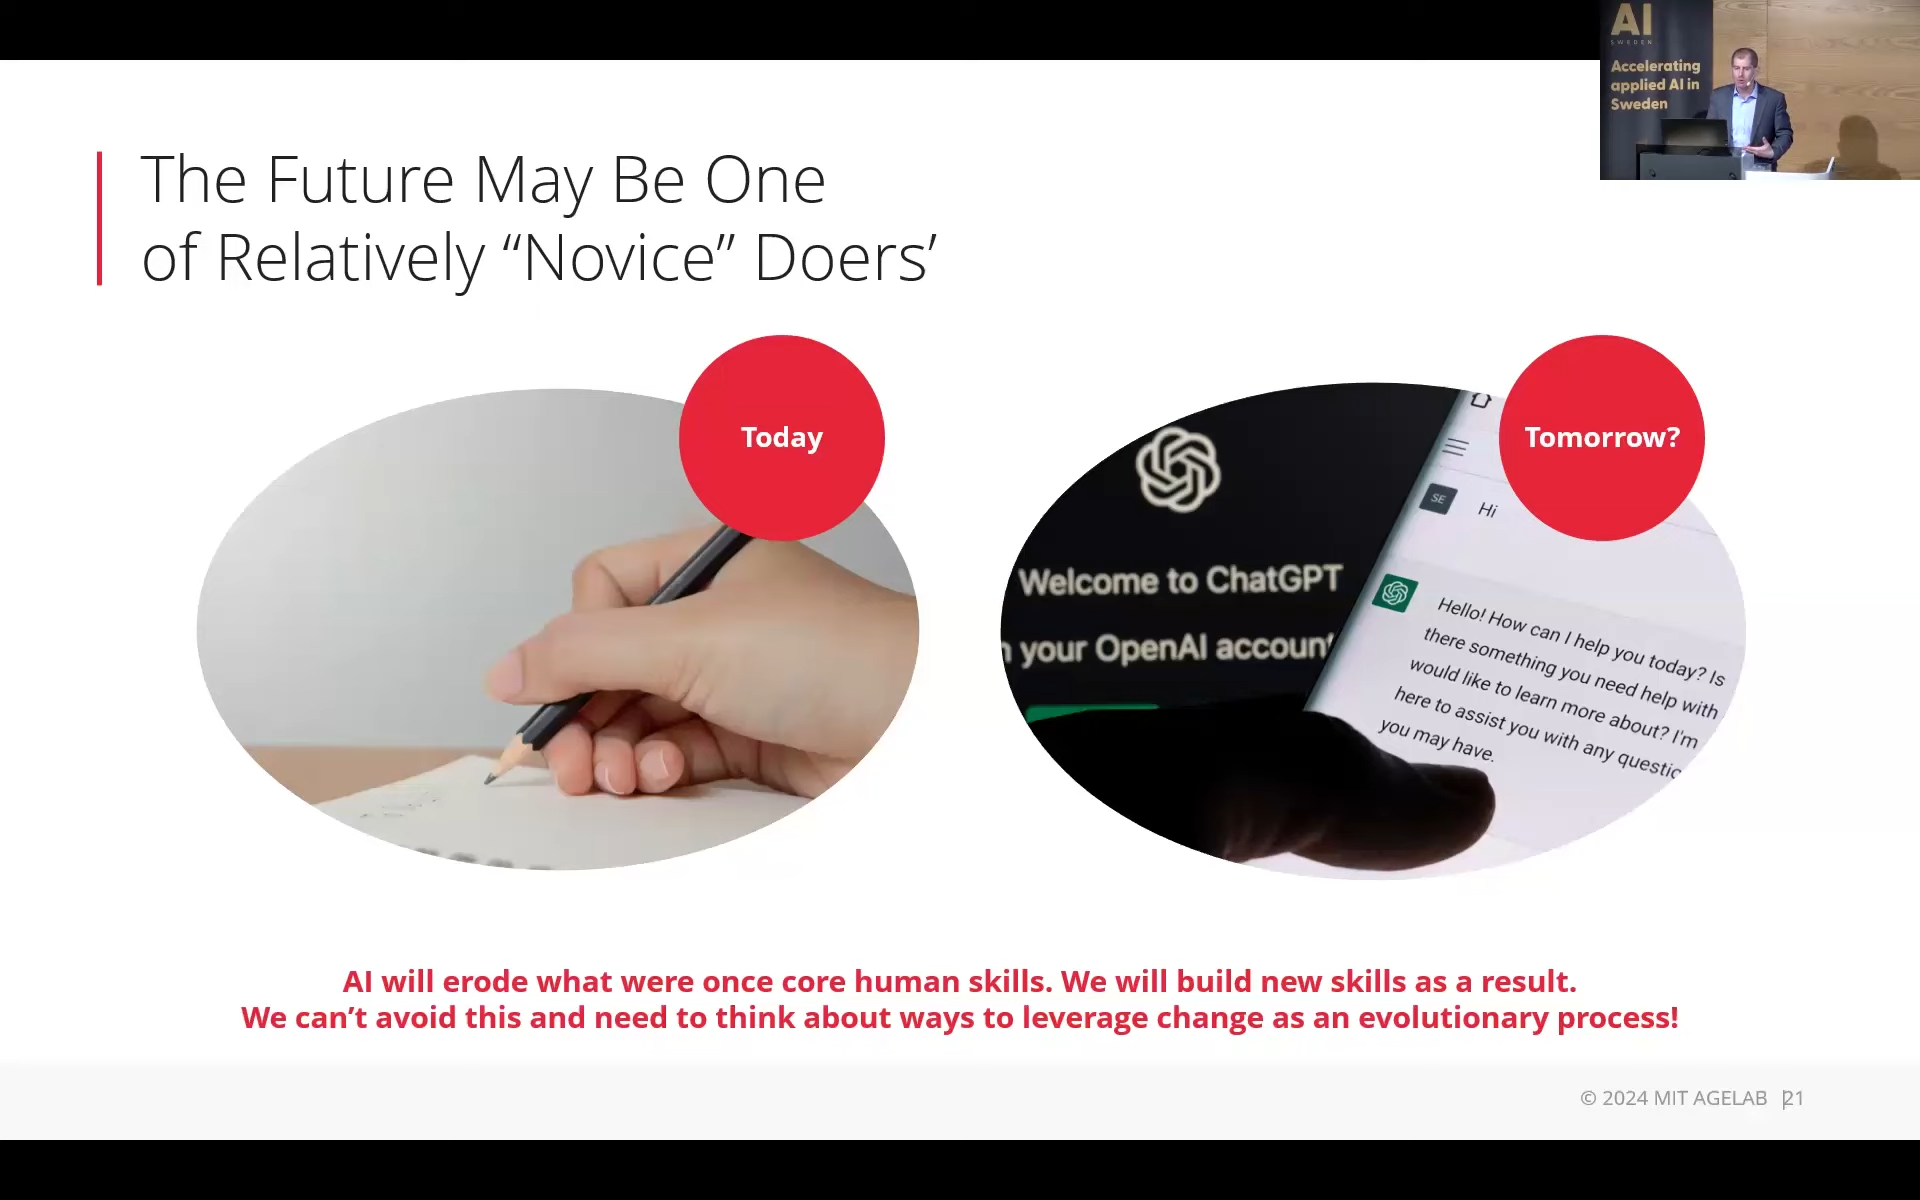 AI
SWEDEN
Accelerating
applied AI in
Sweden
The Future May Be One
of Relatively “Novice” Doers’
Today
Tomorrow?
Welcome to ChatGPT
your OpenAI account
SE
Hi
Hello! How can I help you today? Is
there something you need help with
would like to learn more about? I'm
here to assist you with any questio
you may have.
AI will erode what were once core human skills. We will build new skills as a result.
We can’t avoid this and need to think about ways to leverage change as an evolutionary process!
© 2024 MIT AGELAB |21